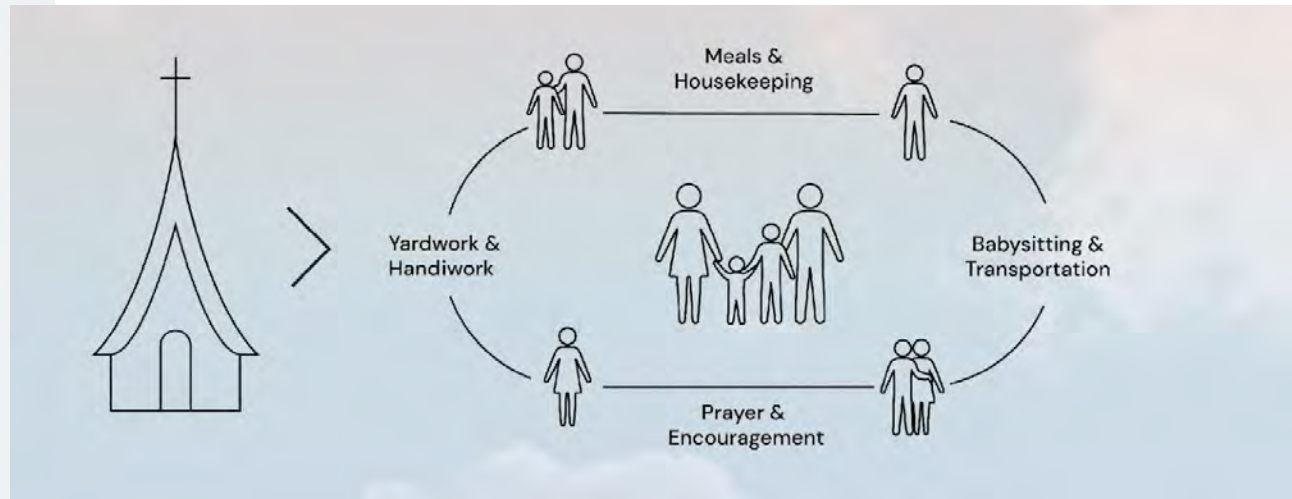 Meals &
Housekeeping
Yardwork &
Handiwork
Babysitting &
Transportation
Prayer &
Encouragement